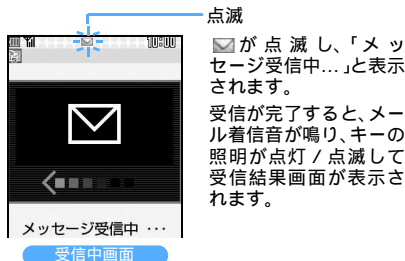 点滅
10:00
が点滅し、「メッ
セージ受信中…」と表示
されます。
受信が完了すると、メー
ル着信音が鳴り、キーの
照明が点灯/点滅して
受信結果画面が表示さ
れます。
メッセージ受信中 ・・・
受信中画面